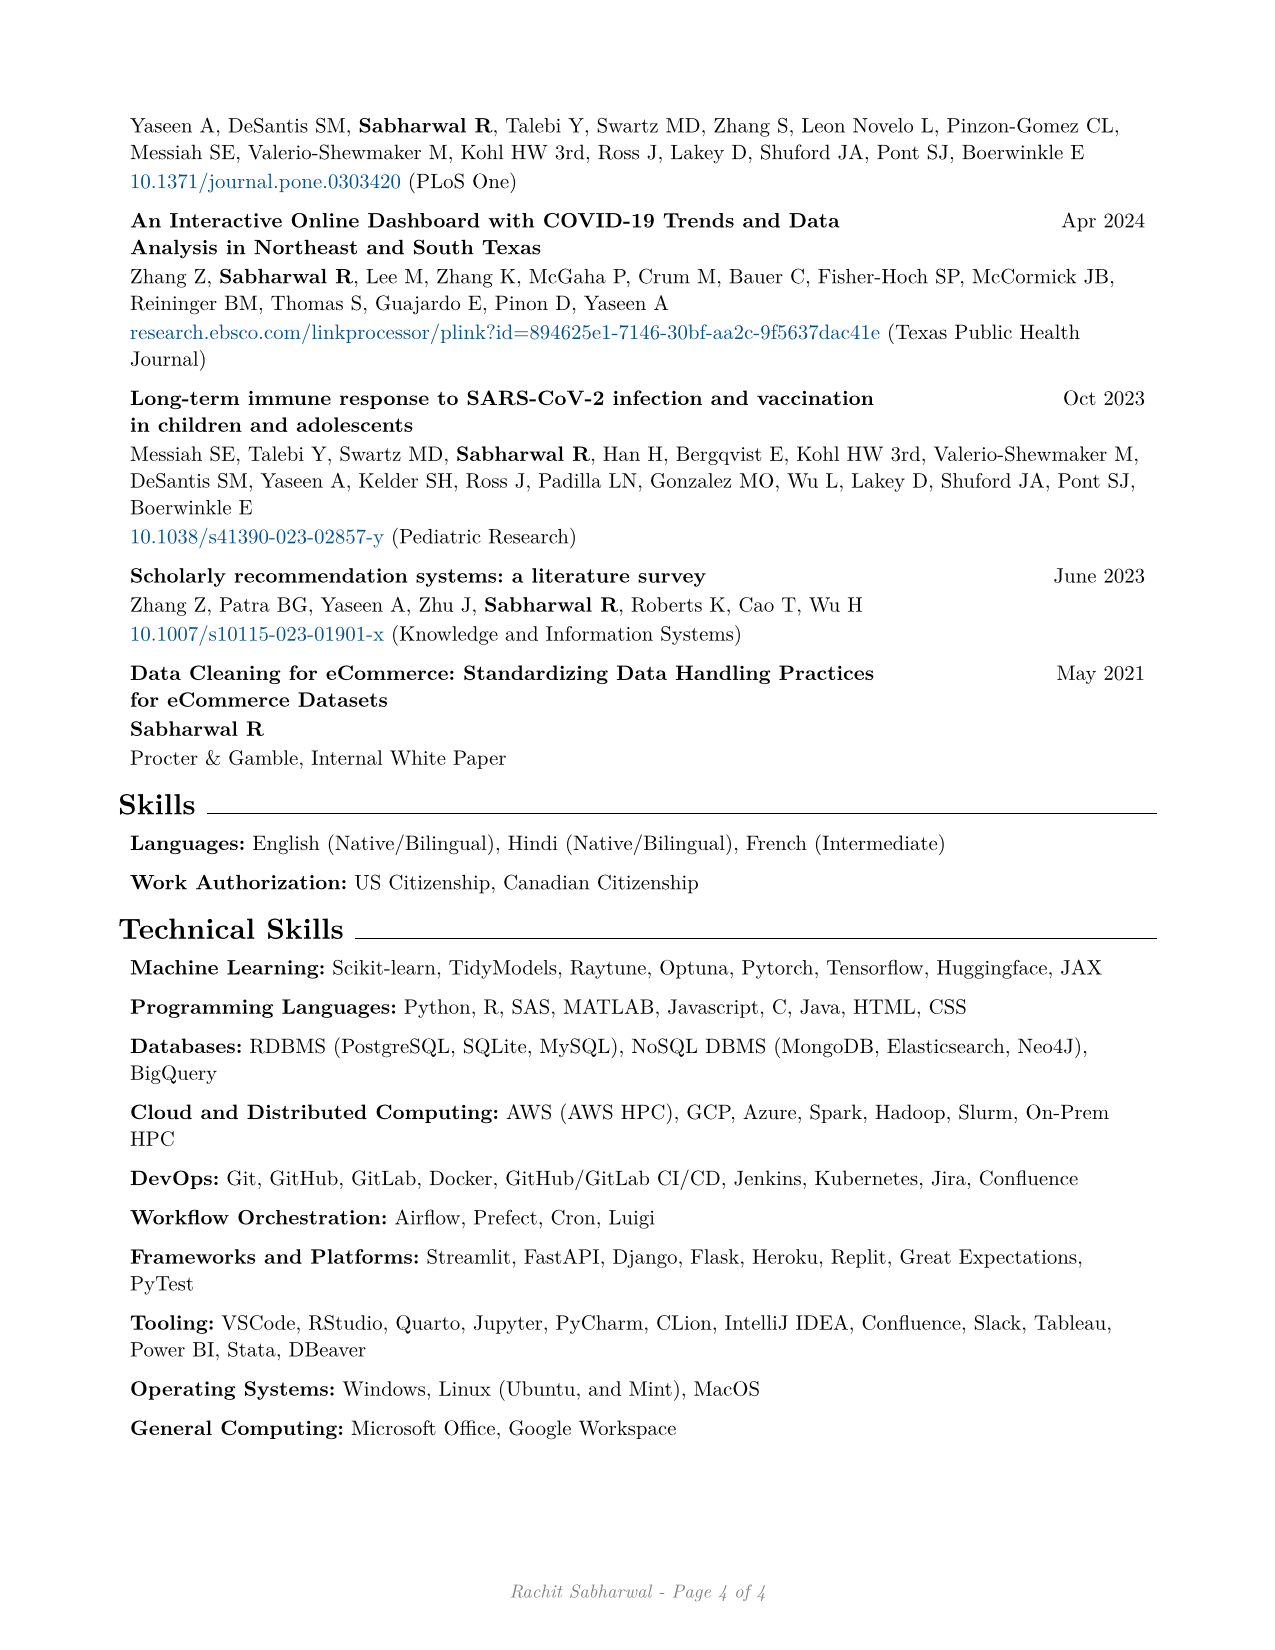 Yaseen A, DeSantis SM, Sabharwal R, Talebi Y, Swartz MD, Zhang S, Leon Novelo L, Pinzon-Gomez CL,
Messiah SE, Valerio-Shewmaker M, Kohl HW 3rd, Ross J, Lakey D, Shuford JA, Pont SJ, Boerwinkle E
10.1371/journal.pone.0303420 (PLoS One)
An Interactive Online Dashboard with COVID-19 Trends and Data Apr 2024
Analysis in Northeast and South Texas
Zhang Z, Sabharwal R, Lee M, Zhang K, McGaha P, Crum M, Bauer C, Fisher-Hoch SP, McCormick JB,
Reininger BM, Thomas S, Guajardo E, Pinon D, Yaseen A
research.ebsco.com/linkprocessor/plink?id=894625e1-7146-30bf-aa2c-9f5637dac41e (Texas Public Health
Journal)
Long-term immune response to SARS-CoV-2 infection and vaccination Oct 2023
in children and adolescents
Messiah SE, Talebi Y, Swartz MD, Sabharwal R, Han H, Bergqvist E, Kohl HW 3rd, Valerio-Shewmaker M,
DeSantis SM, Yaseen A, Kelder SH, Ross J, Padilla LN, Gonzalez MO, Wu L, Lakey D, Shuford JA, Pont SJ,
Boerwinkle E
10.1038/s41390-023-02857-y (Pediatric Research)
Scholarly recommendation systems: a literature survey June 2023
Zhang Z, Patra BG, Yaseen A, Zhu J, Sabharwal R, Roberts K, Cao T, Wu H
10.1007/s10115-023-01901-x (Knowledge and Information Systems)
Data Cleaning for eCommerce: Standardizing Data Handling Practices May 2021
for eCommerce Datasets
Sabharwal R
Procter & Gamble, Internal White Paper
Skills
Languages: English (Native/Bilingual), Hindi (Native/Bilingual), French (Intermediate)
Work Authorization: US Citizenship, Canadian Citizenship
Technical Skills
Machine Learning: Scikit-learn, TidyModels, Raytune, Optuna, Pytorch, Tensorflow, Huggingface, JAX
Programming Languages: Python, R, SAS, MATLAB, Javascript, C, Java, HTML, CSS
Databases: RDBMS (PostgreSQL, SQLite, MySQL), NoSQL DBMS (MongoDB, Elasticsearch, Neo4J),
BigQuery
Cloud and Distributed Computing: AWS (AWS HPC), GCP, Azure, Spark, Hadoop, Slurm, On-Prem
HPC
DevOps: Git, GitHub, GitLab, Docker, GitHub/GitLab CI/CD, Jenkins, Kubernetes, Jira, Confluence
Workflow Orchestration: Airflow, Prefect, Cron, Luigi
Frameworks and Platforms: Streamlit, FastAPI, Django, Flask, Heroku, Replit, Great Expectations,
PyTest
Tooling: VSCode, RStudio, Quarto, Jupyter, PyCharm, CLion, IntelliJ IDEA, Confluence, Slack, Tableau,
Power BI, Stata, DBeaver
Operating Systems: Windows, Linux (Ubuntu, and Mint), MacOS
General Computing: Microsoft Office, Google Workspace
Rachit Sabharwal - Page 4 of 4